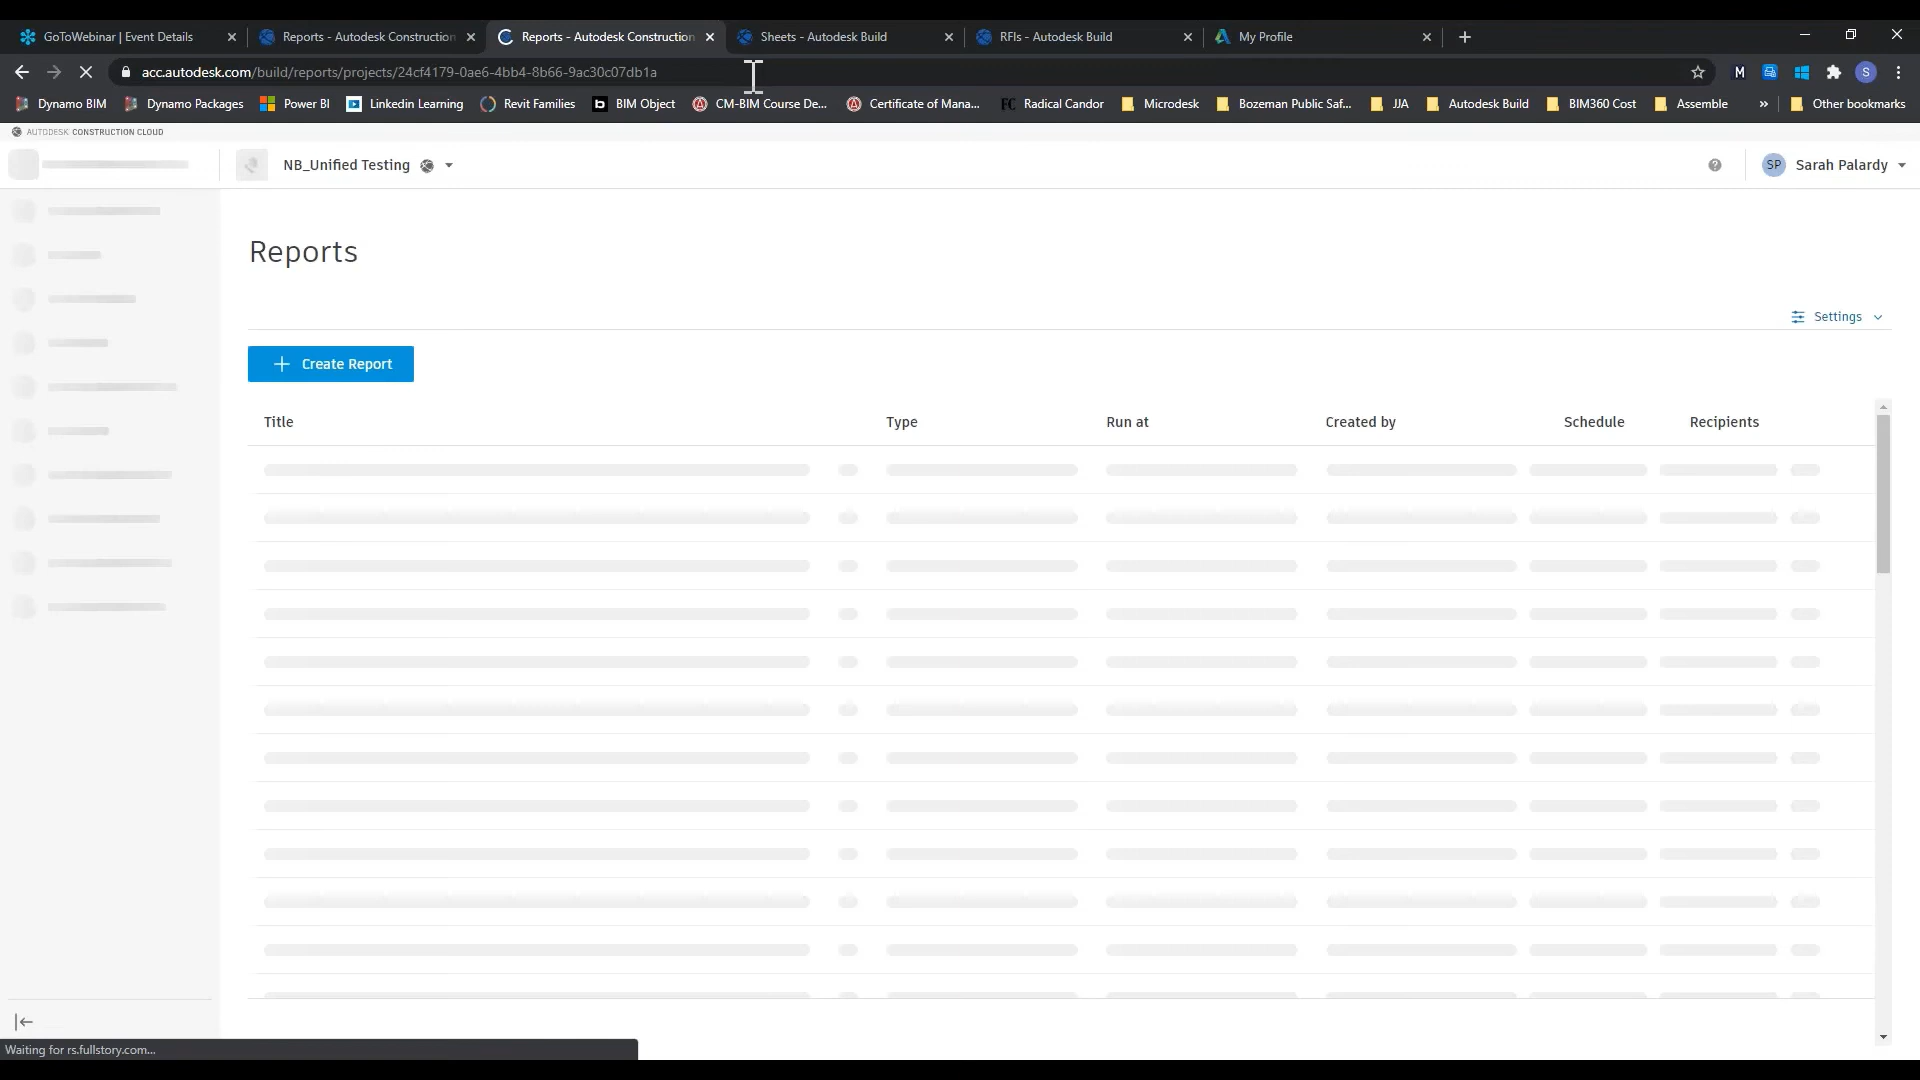 GoToWebinar | Event Details
Reports - Autodesk Construction
Reports - Autodesk Construction
Sheets - Autodesk Build
RFIs - Autodesk Build
My Profile
acc.autodesk.com/build/reports/projects/24cf4179-0ae6-4bb4-8b66-9ac30c07db1a
M
S
Dynamo BIM
Dynamo Packages
Power BI
Linkedin Learning
Revit Families
b
BIM Object
CM-BIM Course De...
Certificate of Mana...
FC
Radical Candor
Microdesk
Bozeman Public Saf...
JJA
Autodesk Build
BIM360 Cost
Assemble
»
Other bookmarks
AUTODESK CONSTRUCTION CLOUD
NB_Unified Testing
SP
Sarah Palardy
Reports
Settings
Create Report
Title
Type
Run at
Created by
Schedule
Recipients
Waiting for rs.fullstory.com...